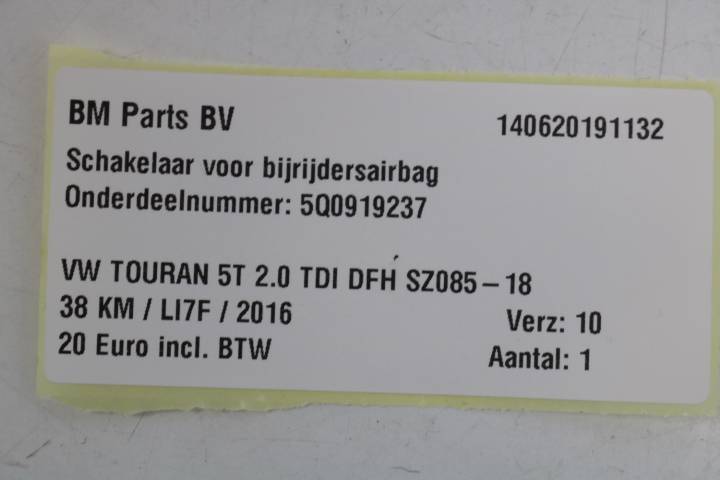 BM Parts BV 140620191132
Schakelaar voor bijrijdersairbag
Onderdeelnummer: 5Q0919237
VW TOURAN 5T 2.0 TDI DFH SZ085-18
38 KM / LI7F / 2016 Verz: 10
20 Euro incl. BTW Aantal: 1